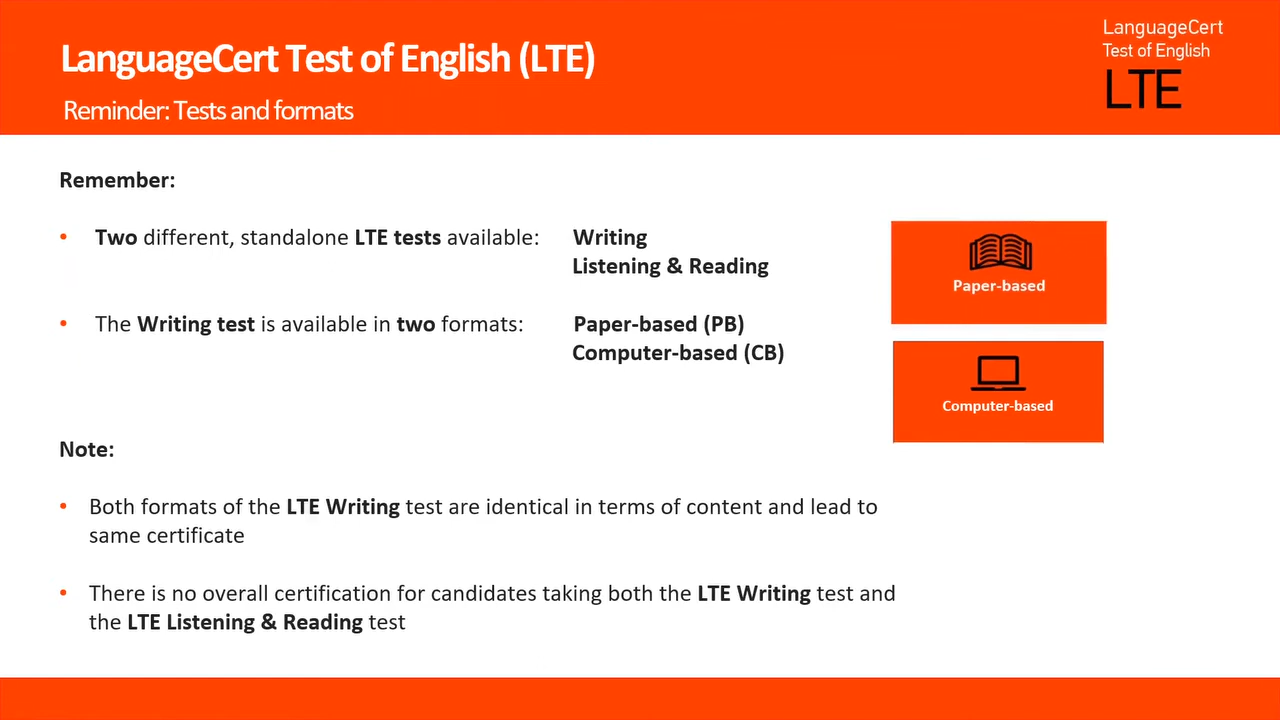 LanguageCert Test of English (LTE)
Reminder: Tests and formats
LanguageCert
Test of English
LTE
Remember:
• Two different, standalone LTE tests available: Writing
Listening & Reading
• The Writing test is available in two formats: Paper-based (PB)
Computer-based (CB)
Paper-based
Computer-based
Note:
• Both formats of the LTE Writing test are identical in terms of content and lead to
same certificate
• There is no overall certification for candidates taking both the LTE Writing test and
the LTE Listening & Reading test